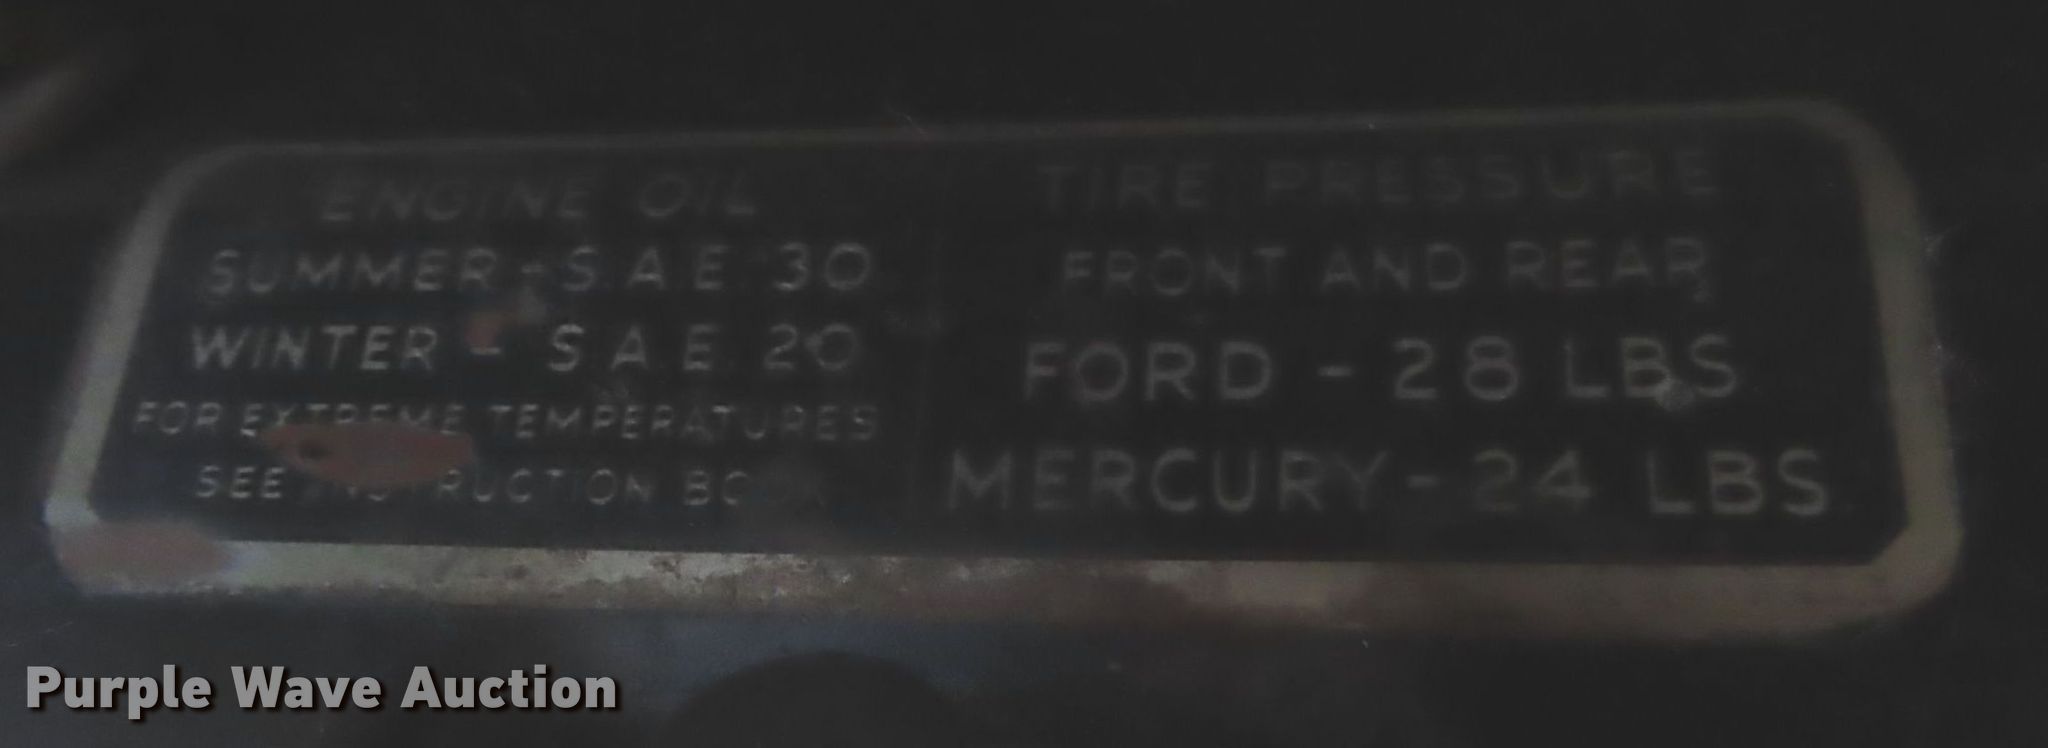 ENGINE OIL
SUMMER - S.A.E. 30
WINTER - S.A.E. 20
FOR EXTREME TEMPERATURES
SEE INSTRUCTION
TIRE PRESSURE
FRONT AND REAR
FORD - 28 LBS
MERCURY - 24 LBS.
Purple Wave Auction